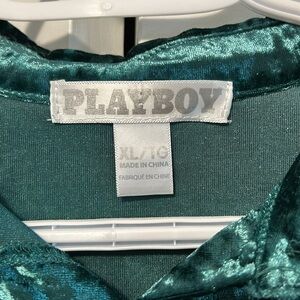 PLAYBOY
XL/TG
MADE IN CHINA
FABRIQUÉ EN CHINE